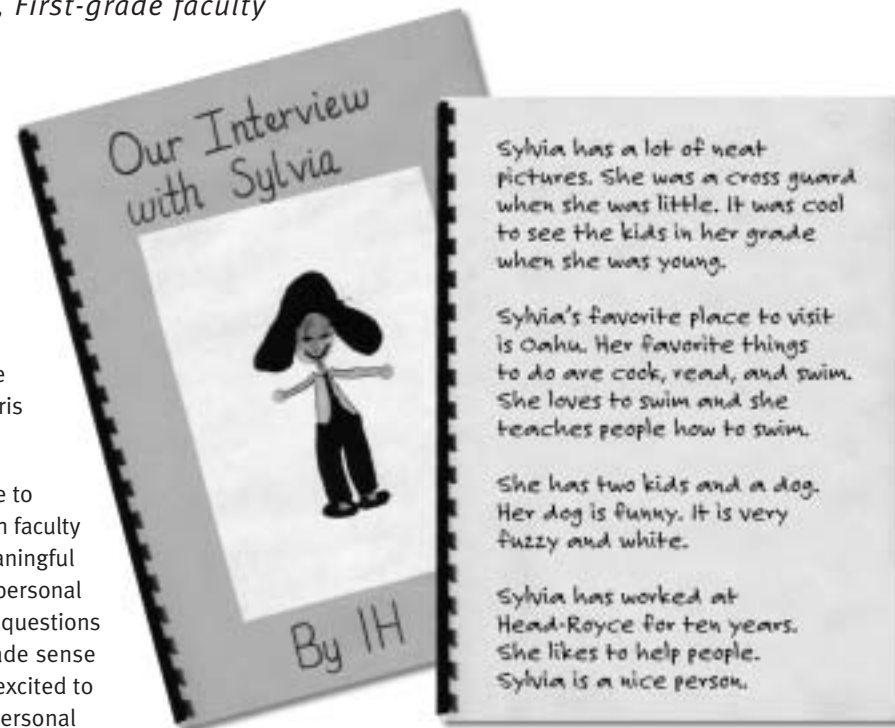 , First-grade faculty
Our Interview
with Sylvia
By IH
Sylvia has a lot of neat
pictures. She was a cross guard
when she was little. It was cool
to see the kids in her grade
when she was young.
Sylvia's favorite place to visit
is Oahu. Her favorite things
to do are cook, read, and swim.
She loves to swim and she
teaches people how to swim.
She has two kids and a dog.
Her dog is funny. It is very
fuzzy and white.
Sylvia has worked at
Head-Royce for ten years.
She likes to help people.
Sylvia is a nice person.
e
ris
e to
n faculty
aningful
personal
questions
ade sense
excited to
ersonal